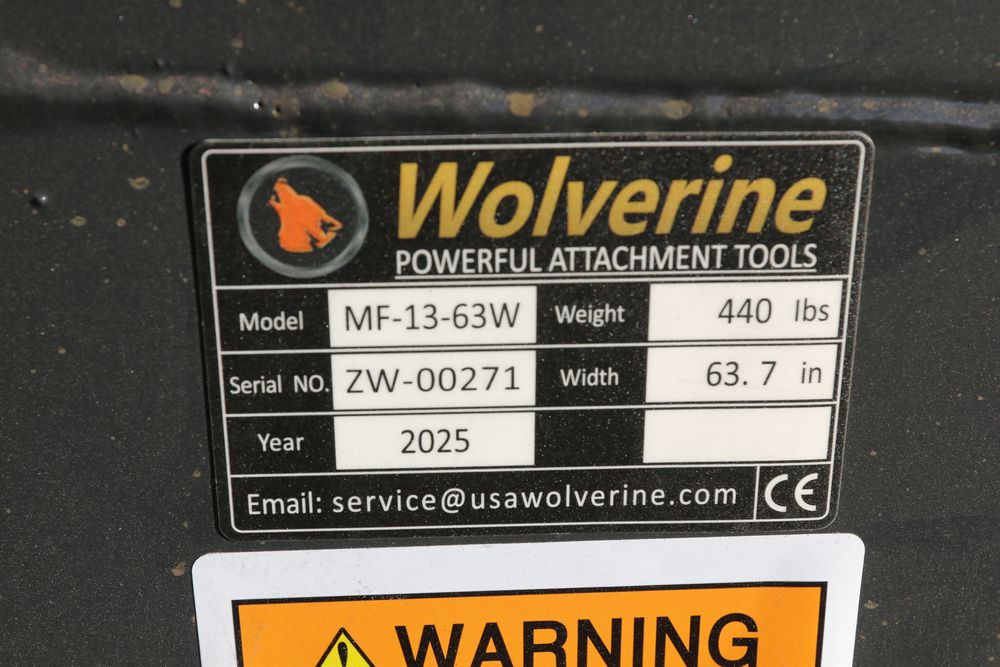 Wolverine
POWERFUL ATTACHMENT TOOLS
Model MF-13-63W Weight 440 lbs
Serial NO. ZW-00271 Width 63.7 in
Year 2025
Email: service@usawolverine.com CE
! WARNING